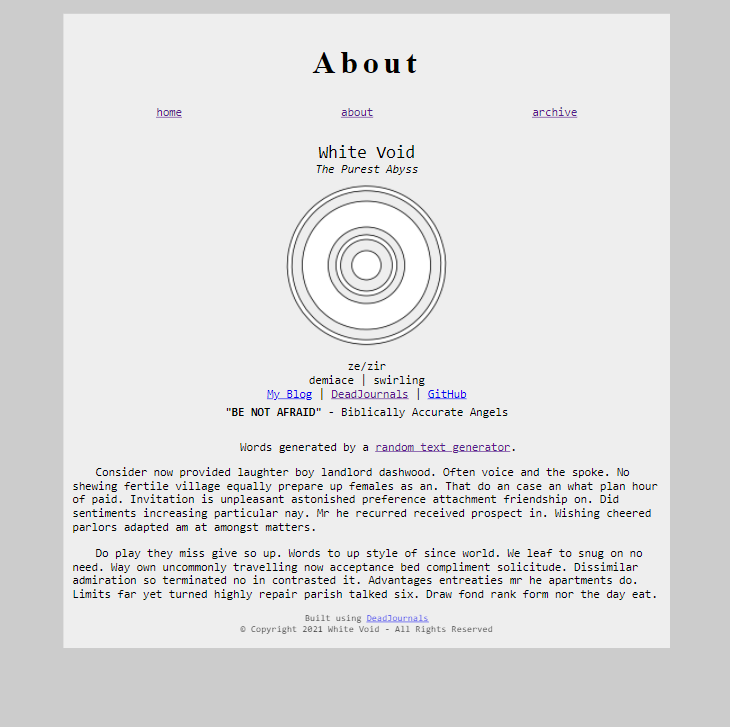 About
home about archive
White Void
The Purest Abyss
ze/zir
demiace | swirling
My Blog | DeadJournals | GitHub
"BE NOT AFRAID" - Biblically Accurate Angels
Words generated by a random text generator.
Consider now provided laughter boy landlord dashwood. Often voice and the spoke. No
shewing fertile village equally prepare up females as an. That do an case an what plan hour
of paid. Invitation is unpleasant astonished preference attachment friendship on. Did
sentiments increasing particular nay. Mr he recurred received prospect in. Wishing cheered
parlors adapted am at amongst matters.
Do play they miss give so up. Words to up style of since world. We leaf to snug on no
need. Way own uncommonly travelling now acceptance bed compliment solicitude. Dissimilar
admiration so terminated no in contrasted it. Advantages entreaties mr he apartments do.
Limits far yet turned highly repair parish talked six. Draw fond rank form nor the day eat.
Built using DeadJournals
© Copyright 2021 White Void - All Rights Reserved